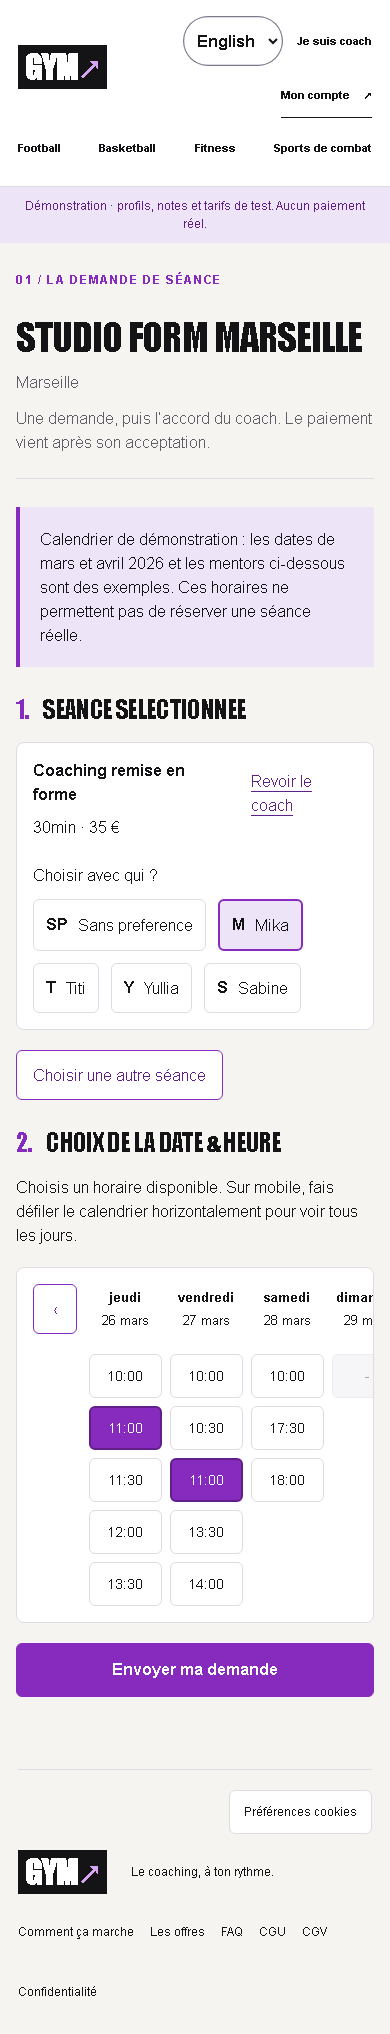 GYM↗
English
Je suis coach
Mon compte ↗
Football Basketball Fitness Sports de combat
Démonstration · profils, notes et tarifs de test. Aucun paiement
réel.
01 / LA DEMANDE DE SÉANCE
STUDIO FORM MARSEILLE
Marseille
Une demande, puis l'accord du coach. Le paiement
vient après son acceptation.
Calendrier de démonstration : les dates de
mars et avril 2026 et les mentors ci-dessous
sont des exemples. Ces horaires ne
permettent pas de réserver une séance
réelle.
1. SEANCE SELECTIONNEE
Coaching remise en
forme
30min · 35 €
Revoir le
coach
Choisir avec qui ?
SP Sans preference M Mika
T Titi Y Yullia S Sabine
Choisir une autre séance
2. CHOIX DE LA DATE & HEURE
Choisis un horaire disponible. Sur mobile, fais
défiler le calendrier horizontalement pour voir tous
les jours.
‹ jeudi vendredi samedi diman
26 mars 27 mars 28 mars 29 m
10:00 10:00 10:00 -
11:00 10:30 17:30
11:30 11:00 18:00
12:00 13:30
13:30 14:00
Envoyer ma demande
Préférences cookies
GYM↗ Le coaching, à ton rythme.
Comment ça marche Les offres FAQ CGU CGV
Confidentialité